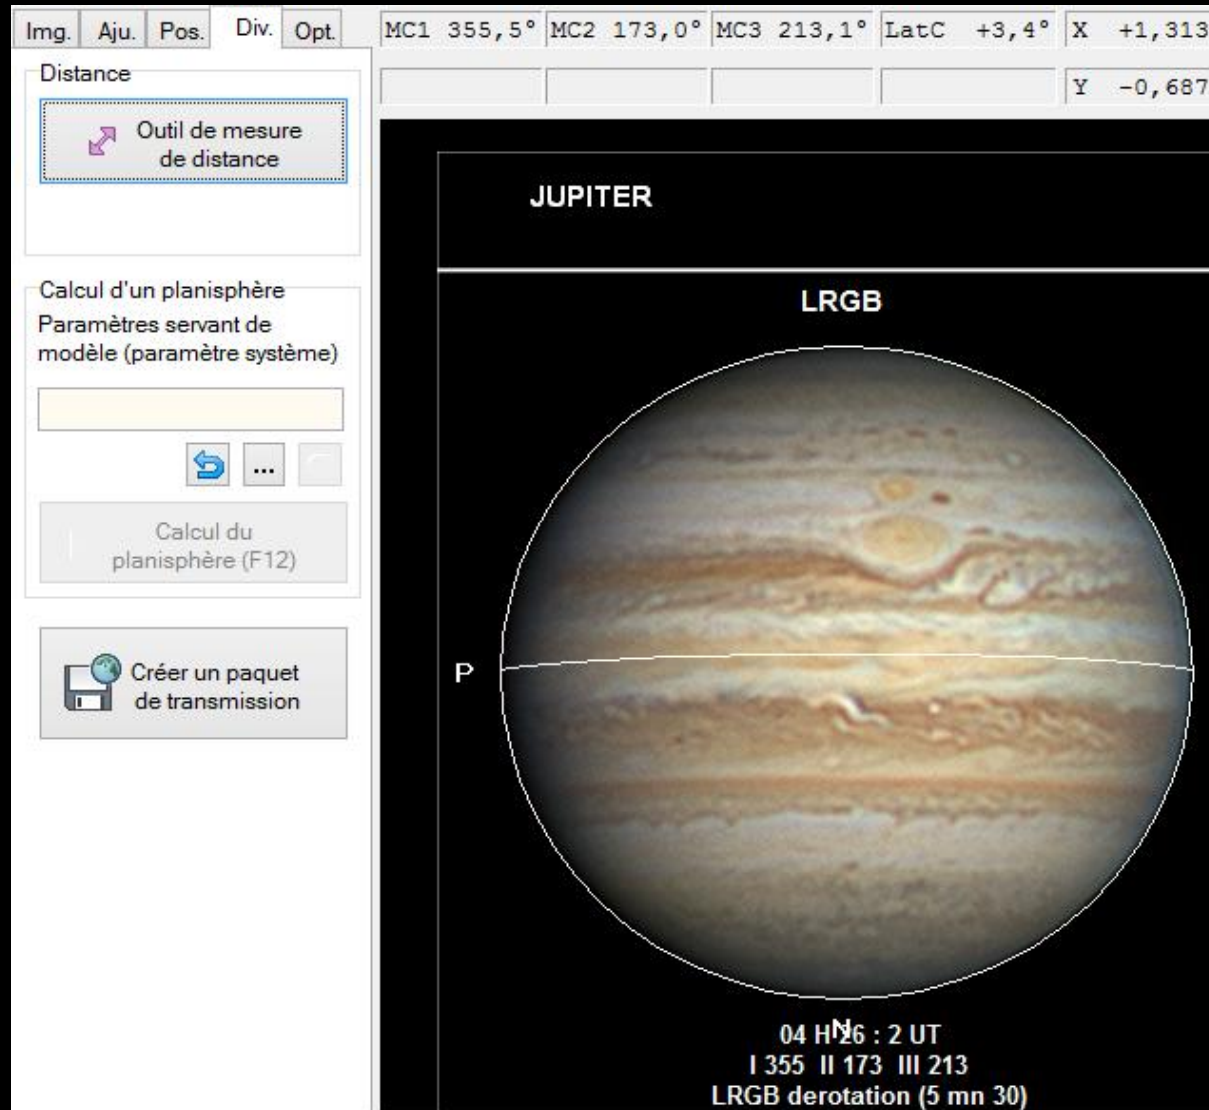 Img. Aju. Pos. Div. Opt.
MC1 355,5° MC2 173,0° MC3 213,1° LatC +3,4° X +1,313
Y -0,687
Distance
Outil de mesure
de distance
Calcul d'un planisphère
Paramètres servant de
modèle (paramètre système)
...
Calcul du
planisphère (F12)
Créer un paquet
de transmission
JUPITER
LRGB
P
N
04 H 26 : 2 UT
I 355 II 173 III 213
LRGB derotation (5 mn 30)